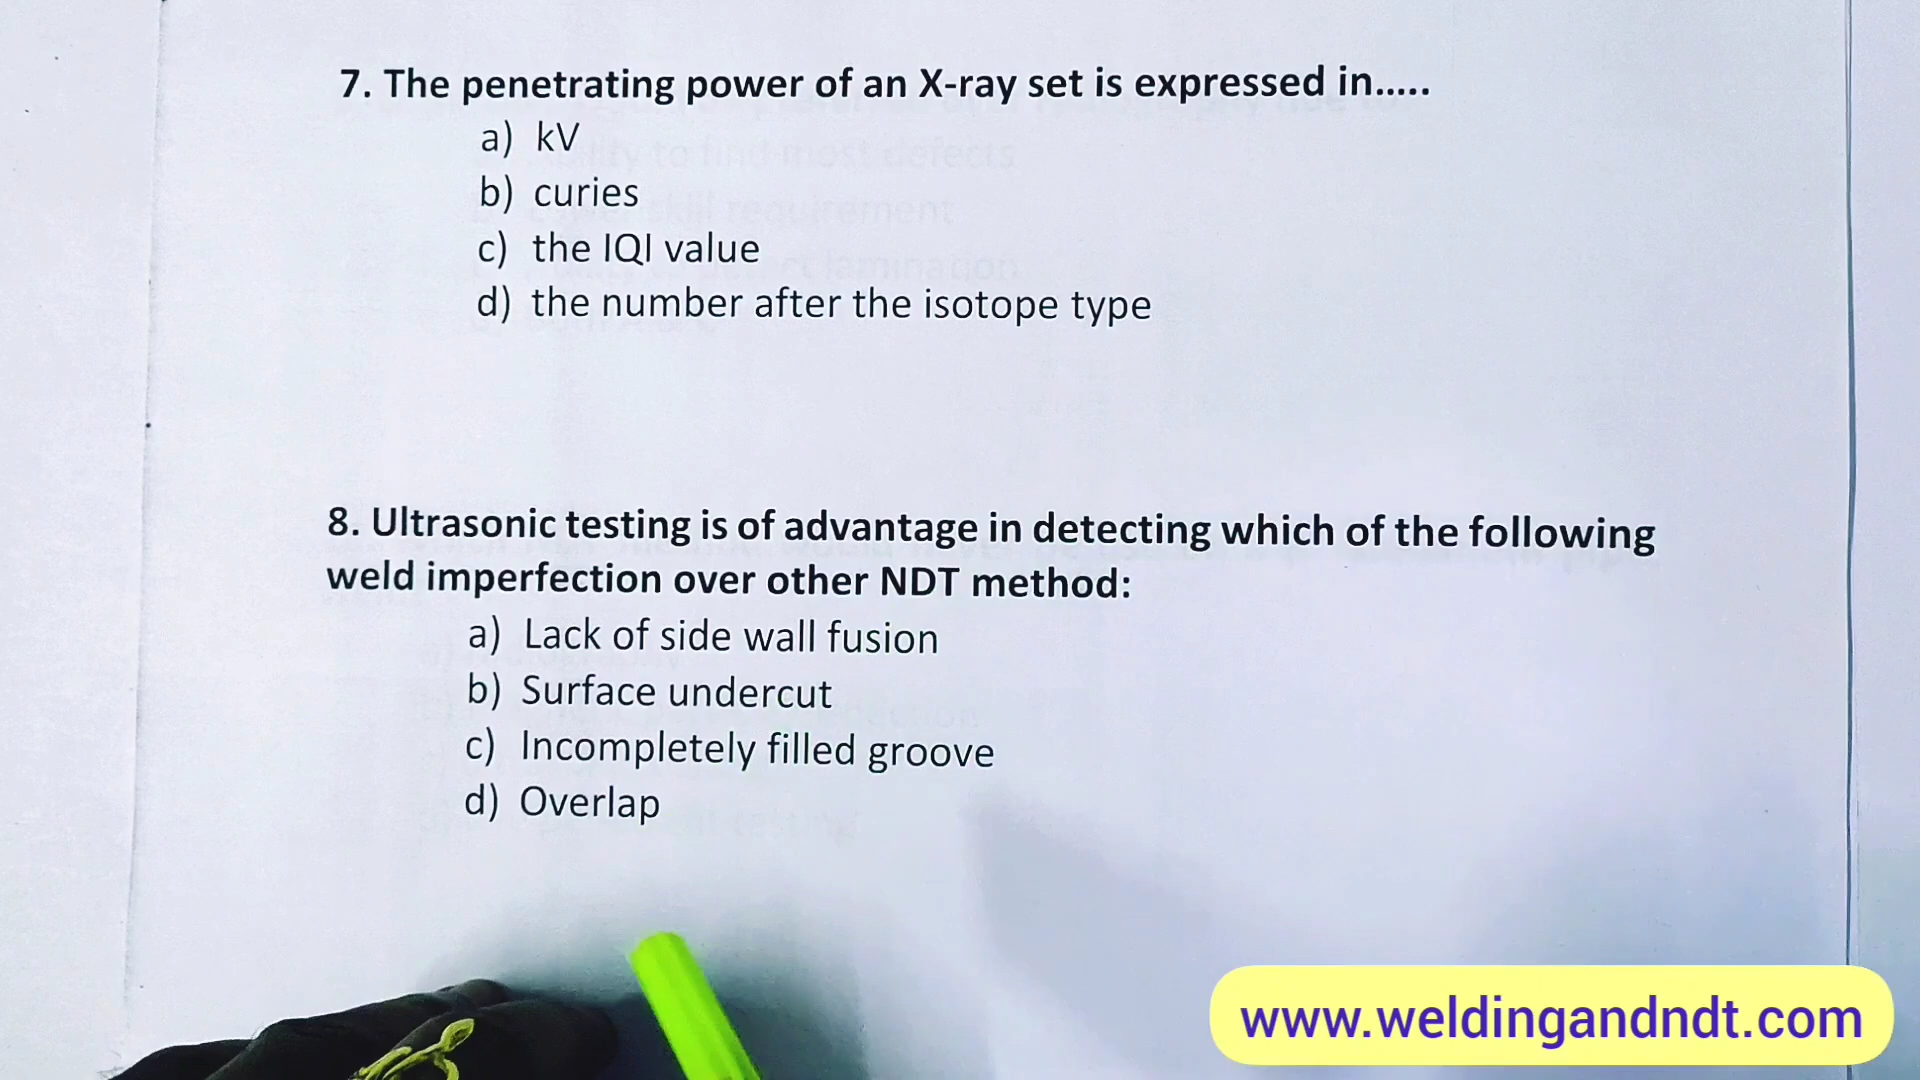 7. The penetrating power of an X-ray set is expressed in.....
a) kV
b) curies
c) the IQI value
d) the number after the isotope type
8. Ultrasonic testing is of advantage in detecting which of the following
weld imperfection over other NDT method:
a) Lack of side wall fusion
b) Surface undercut
c) Incompletely filled groove
d) Overlap
www.weldingandndt.com